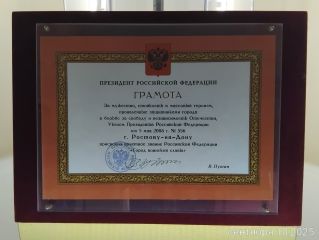 ПРЕЗИДЕНТ РОССИЙСКОЙ ФЕДЕРАЦИИ
ГРАМОТА
За мужество, стойкость и массовый героизм,
проявленные защитниками города
в борьбе за свободу и независимость Отечества,
Указом Президента Российской Федерации
от 5 мая 2008 г. № 556
г. Ростову-на-Дону
присвоено почетное звание Российской Федерации
«Город воинской славы»
В.Путин